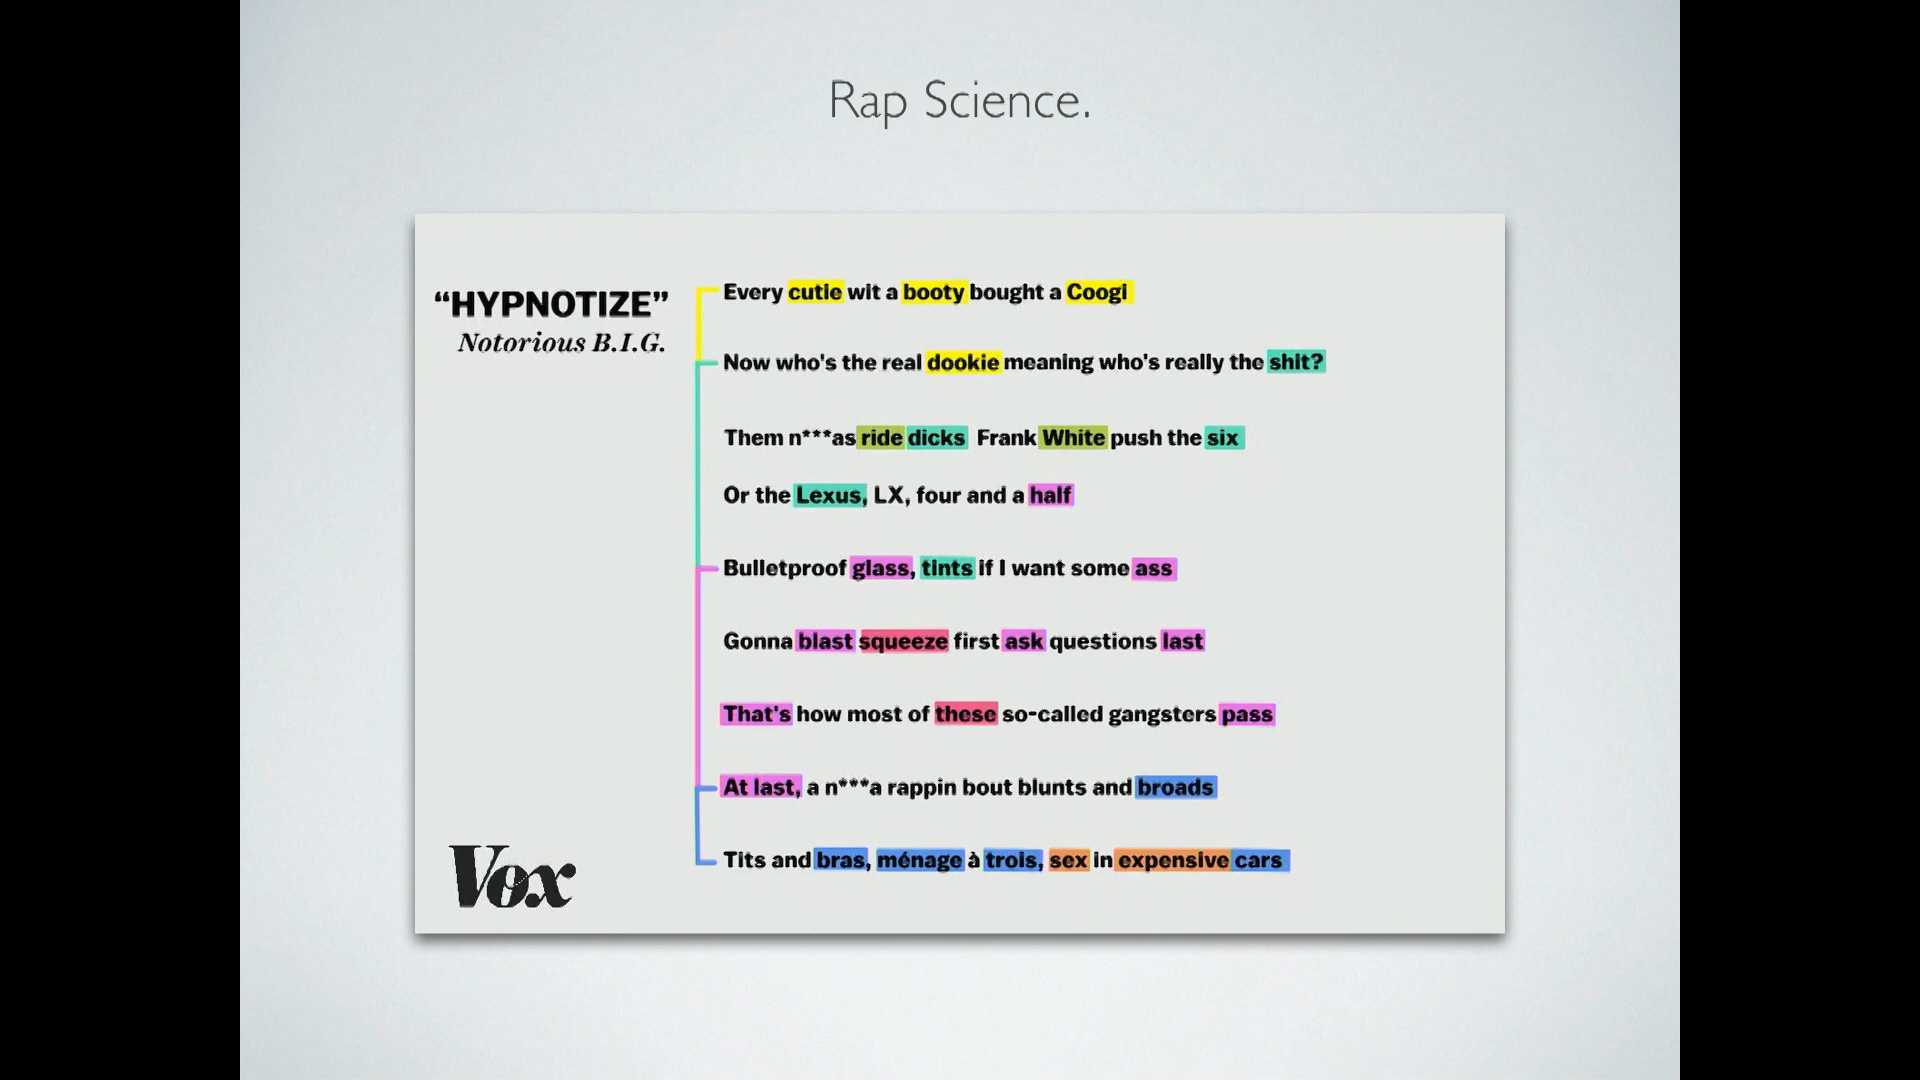 Rap Science.
“HYPNOTIZE”
Notorious B.I.G.
Every cutie wit a booty bought a Coogi
Now who's the real dookie meaning who's really the shit?
Them n***as ride dicks Frank White push the six
Or the Lexus, LX, four and a half
Bulletproof glass, tints if I want some ass
Gonna blast squeeze first ask questions last
That's how most of these so-called gangsters pass
At last, a n***a rappin bout blunts and broads
Tits and bras, ménage à trois, sex in expensive cars
Vox